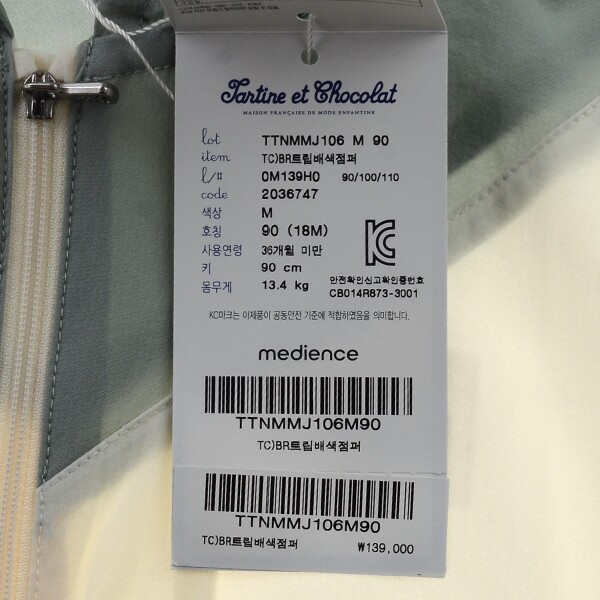 Tartine et Chocolat
MAISON FRANÇAISE DE MODE ENFANTINE
lot TTNMMJ106 M 90
item TC)BR트립배색점퍼
l/# 0M139H0 90/100/110
code 2036747
색상 M
호칭 90 (18M)
사용연령 36개월 미만
키 90 cm
몸무게 13.4 kg
KC
안전확인신고확인증번호
CB014R873-3001
KC마크는 이제품이 공동안전 기준에 적합하였음을 의미합니다.
medience
TTNMMJ106M90
TC)BR트립배색점퍼
TTNMMJ106M90
TC)BR트립배색점퍼 ₩139,000